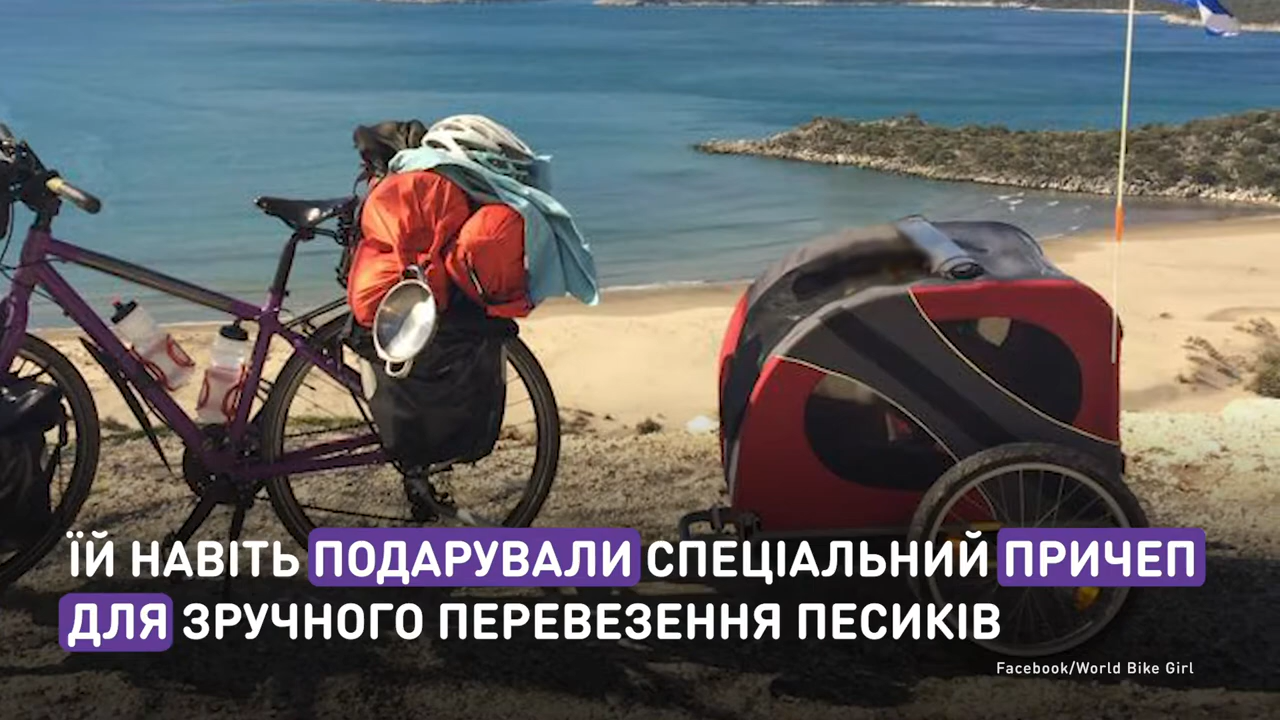 ЇЙ НАВІТЬ ПОДАРУВАЛИ СПЕЦІАЛЬНИЙ ПРИЧЕП
ДЛЯ ЗРУЧНОГО ПЕРЕВЕЗЕННЯ ПЕСИКІВ
Facebook/World Bike Girl